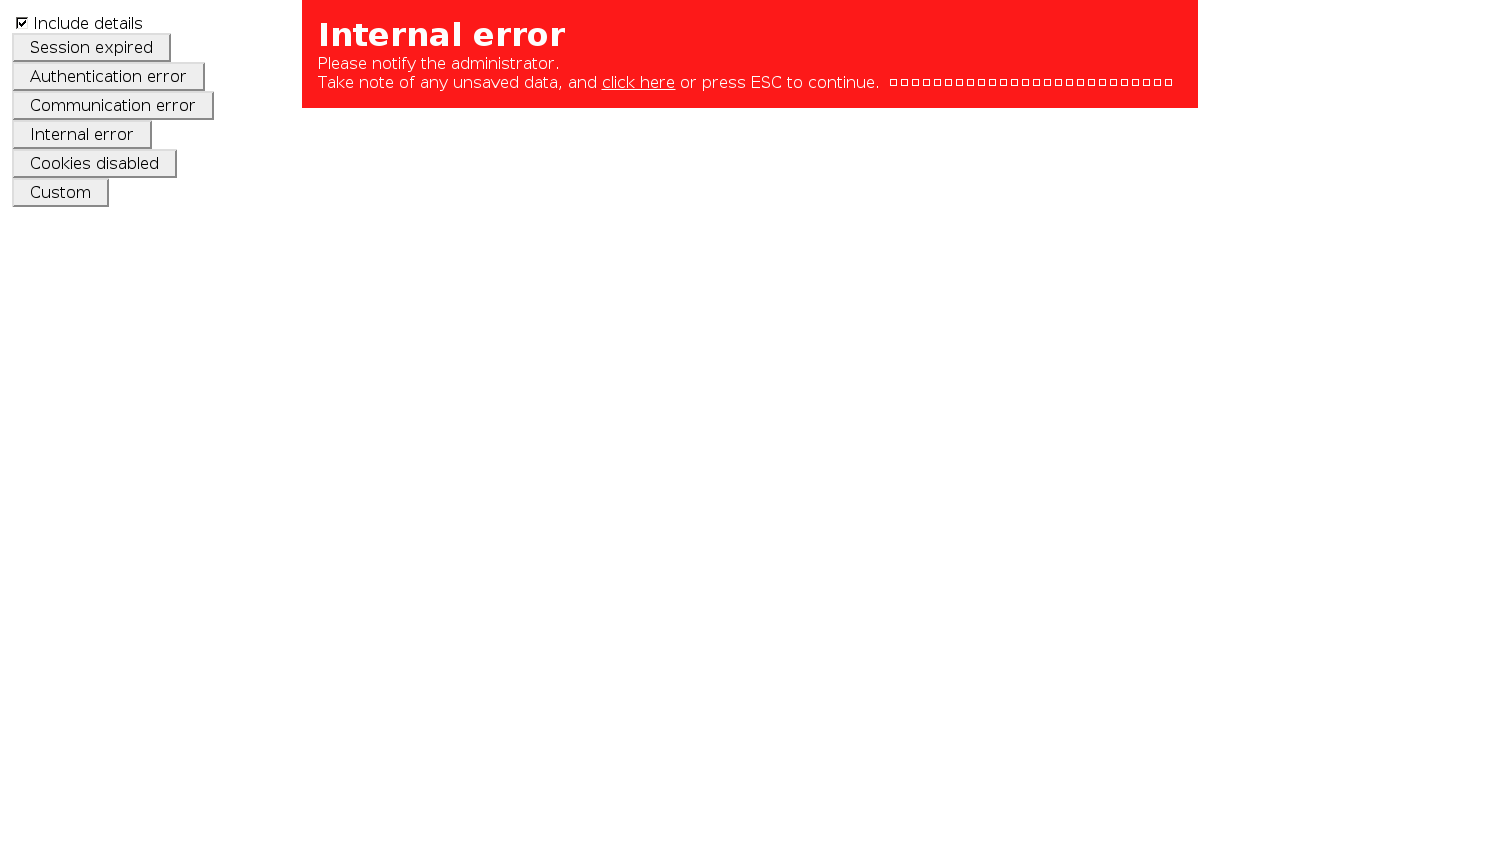 Include details
Session expired
Authentication error
Communication error
Internal error
Cookies disabled
Custom
Internal error
Please notify the administrator.
Take note of any unsaved data, and click here or press ESC to continue.